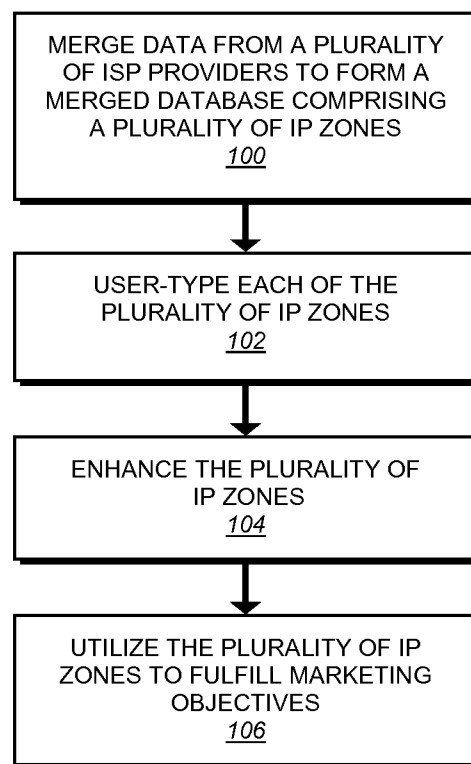 MERGE DATA FROM A PLURALITY
OF ISP PROVIDERS TO FORM A
MERGED DATABASE COMPRISING
A PLURALITY OF IP ZONES
100
USER-TYPE EACH OF THE
PLURALITY OF IP ZONES
102
ENHANCE THE PLURALITY OF
IP ZONES
104
UTILIZE THE PLURALITY OF IP
ZONES TO FULFILL MARKETING
OBJECTIVES
106